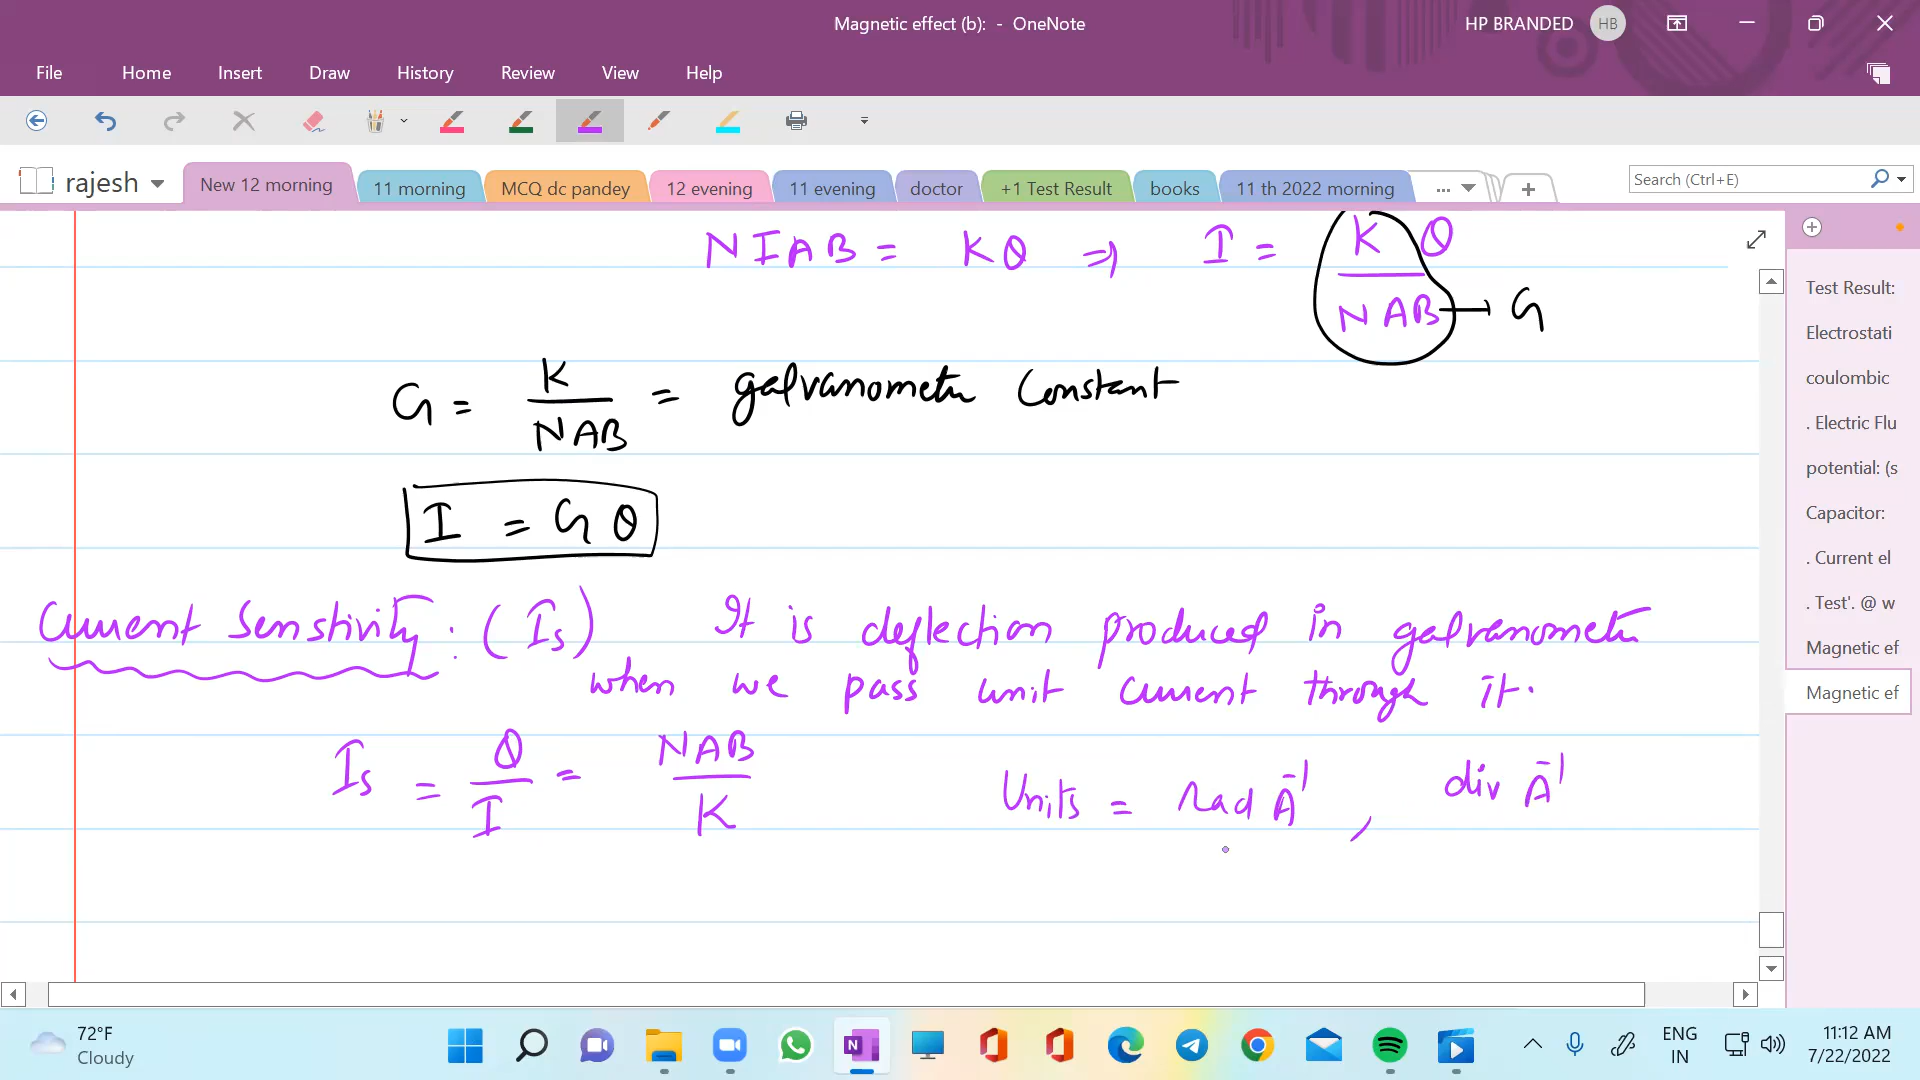 Magnetic effect (b): - OneNote
HP BRANDED HB
File Home Insert Draw History Review View Help
rajesh New 12 morning 11 morning MCQ dc pandey 12 evening 11 evening doctor +1 Test Result books 11 th 2022 morning ... Search (Ctrl+E)
NIAB = Kθ ⇒ I = K θ / NAB → G
G = K / NAB = galvanometer Constant
I = G θ
Current Senstivity : (Is) It is deflection produced in galvanometer
when we pass unit current through it.
Is = θ / I = NAB / K Units = rad A⁻¹ , div A⁻¹
Test Result:
Electrostati
coulombic
. Electric Flu
potential: (s
Capacitor:
. Current el
. Test'. @ w
Magnetic ef
Magnetic ef
72°F
Cloudy
ENG
IN
11:12 AM
7/22/2022